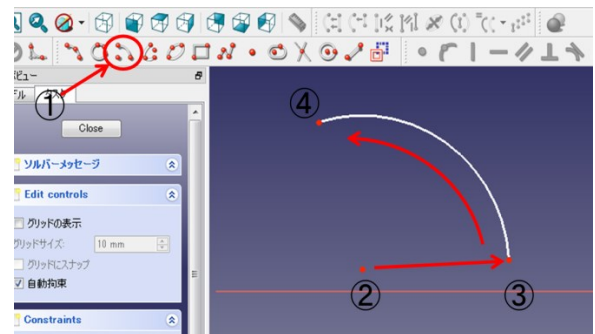 ビュー
デル タスク
①
Close
ソルバーメッセージ
Edit controls
グリッドの表示
グリッドサイズ: 10 mm
グリッドにスナップ
自動拘束
Constraints
④
②
③